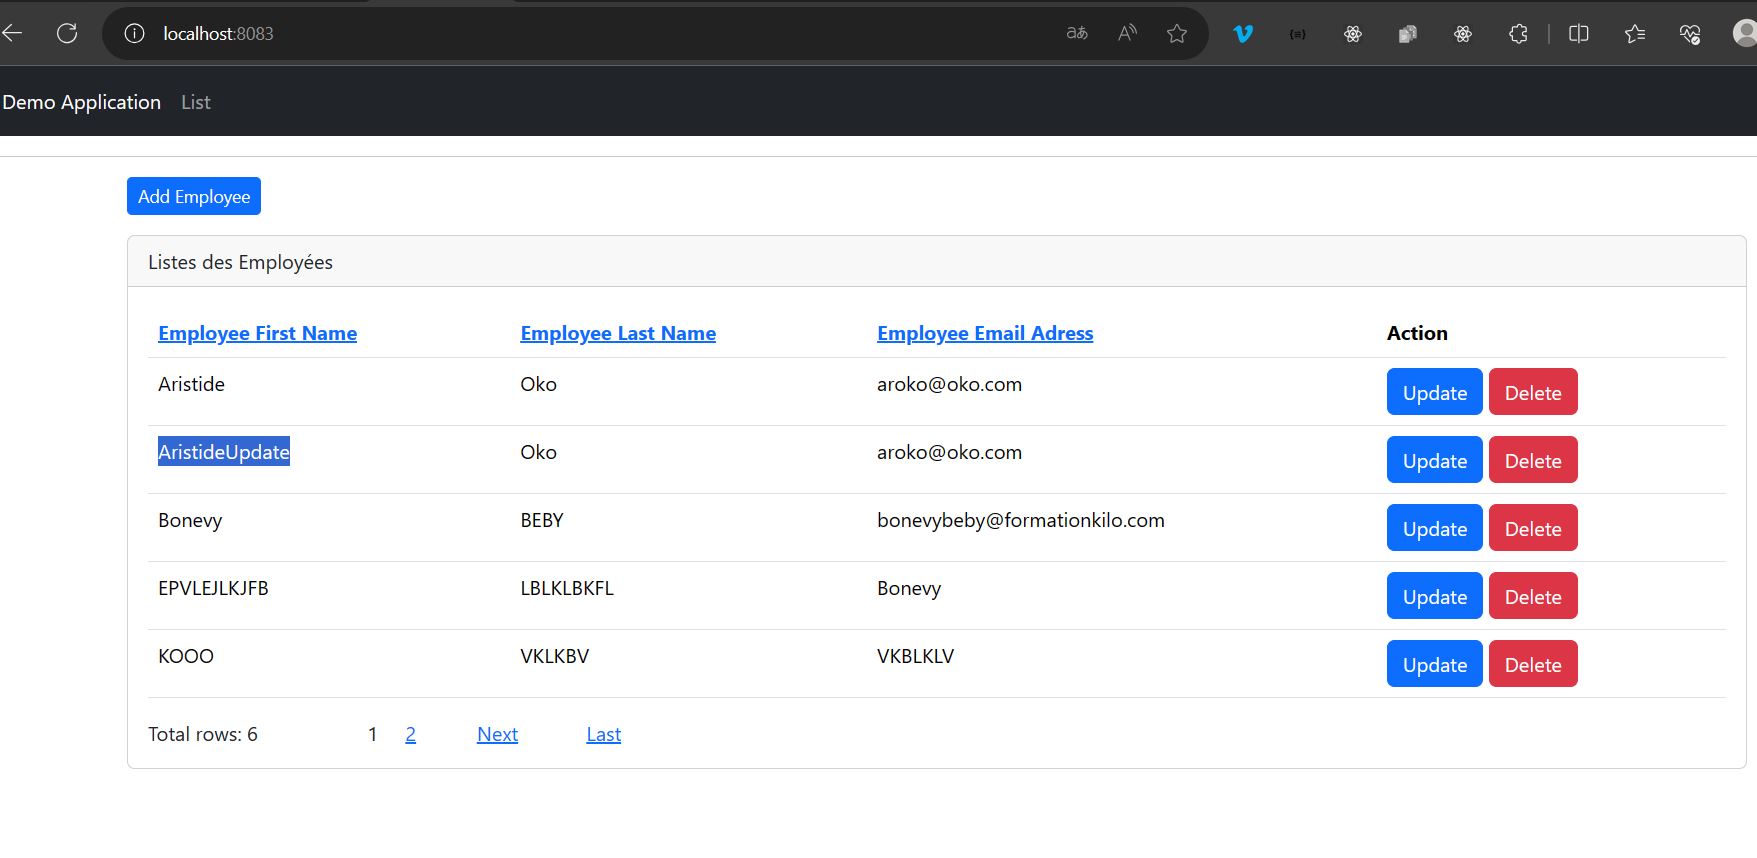 localhost:8083
Demo Application List
Add Employee
Listes des Employées
Employee First Name Employee Last Name Employee Email Adress Action
Aristide Oko aroko@oko.com Update Delete
AristideUpdate Oko aroko@oko.com Update Delete
Bonevy BEBY bonevybeby@formationkilo.com Update Delete
EPVLEJLKJFB LBLKLBKFL Bonevy Update Delete
KOOO VKLKBV VKBLKLV Update Delete
Total rows: 6 1 2 Next Last